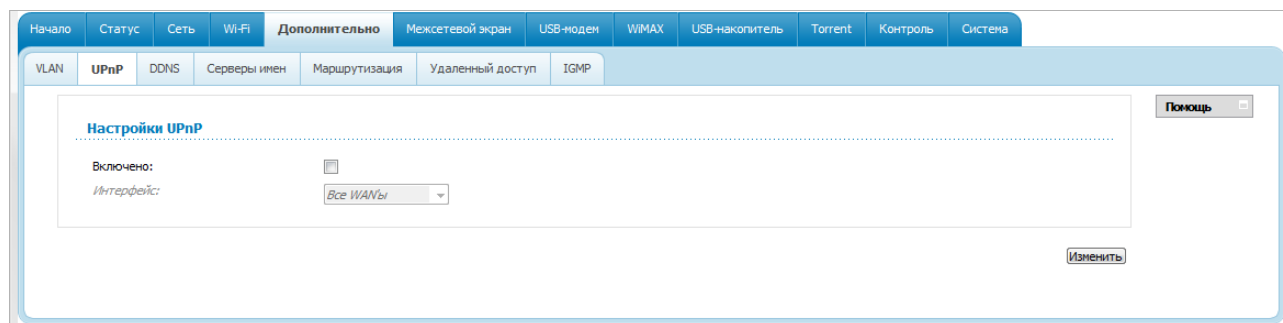 Начало Статус Сеть Wi-Fi Дополнительно Межсетевой экран USB-модем WiMAX USB-накопитель Torrent Контроль Система
VLAN UPnP DDNS Серверы имен Маршрутизация Удаленный доступ IGMP
Помощь
Настройки UPnP
Включено:
Интерфейс: Все WAN'ы
Изменить